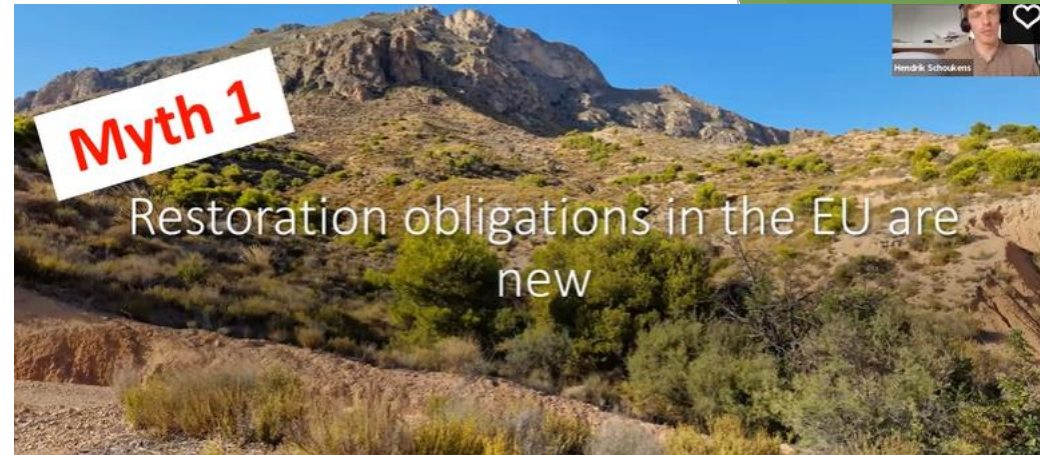 Hendrik Schoukens
Myth 1
Restoration obligations in the EU are
new